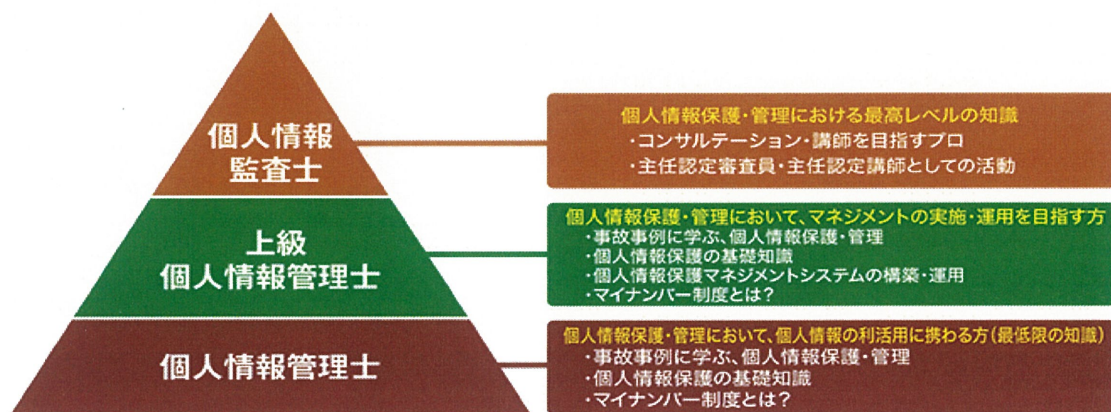 個人情報
監査士
個人情報保護・管理における最高レベルの知識
・コンサルテーション・講師を目指すプロ
・主任認定審査員・主任認定講師としての活動
上級
個人情報管理士
個人情報保護・管理において、マネジメントの実施・運用を目指す方
・事故事例に学ぶ、個人情報保護・管理
・個人情報保護の基礎知識
・個人情報保護マネジメントシステムの構築・運用
・マイナンバー制度とは？
個人情報管理士
個人情報保護・管理において、個人情報の利活用に携わる方(最低限の知識)
・事故事例に学ぶ、個人情報保護・管理
・個人情報保護の基礎知識
・マイナンバー制度とは？